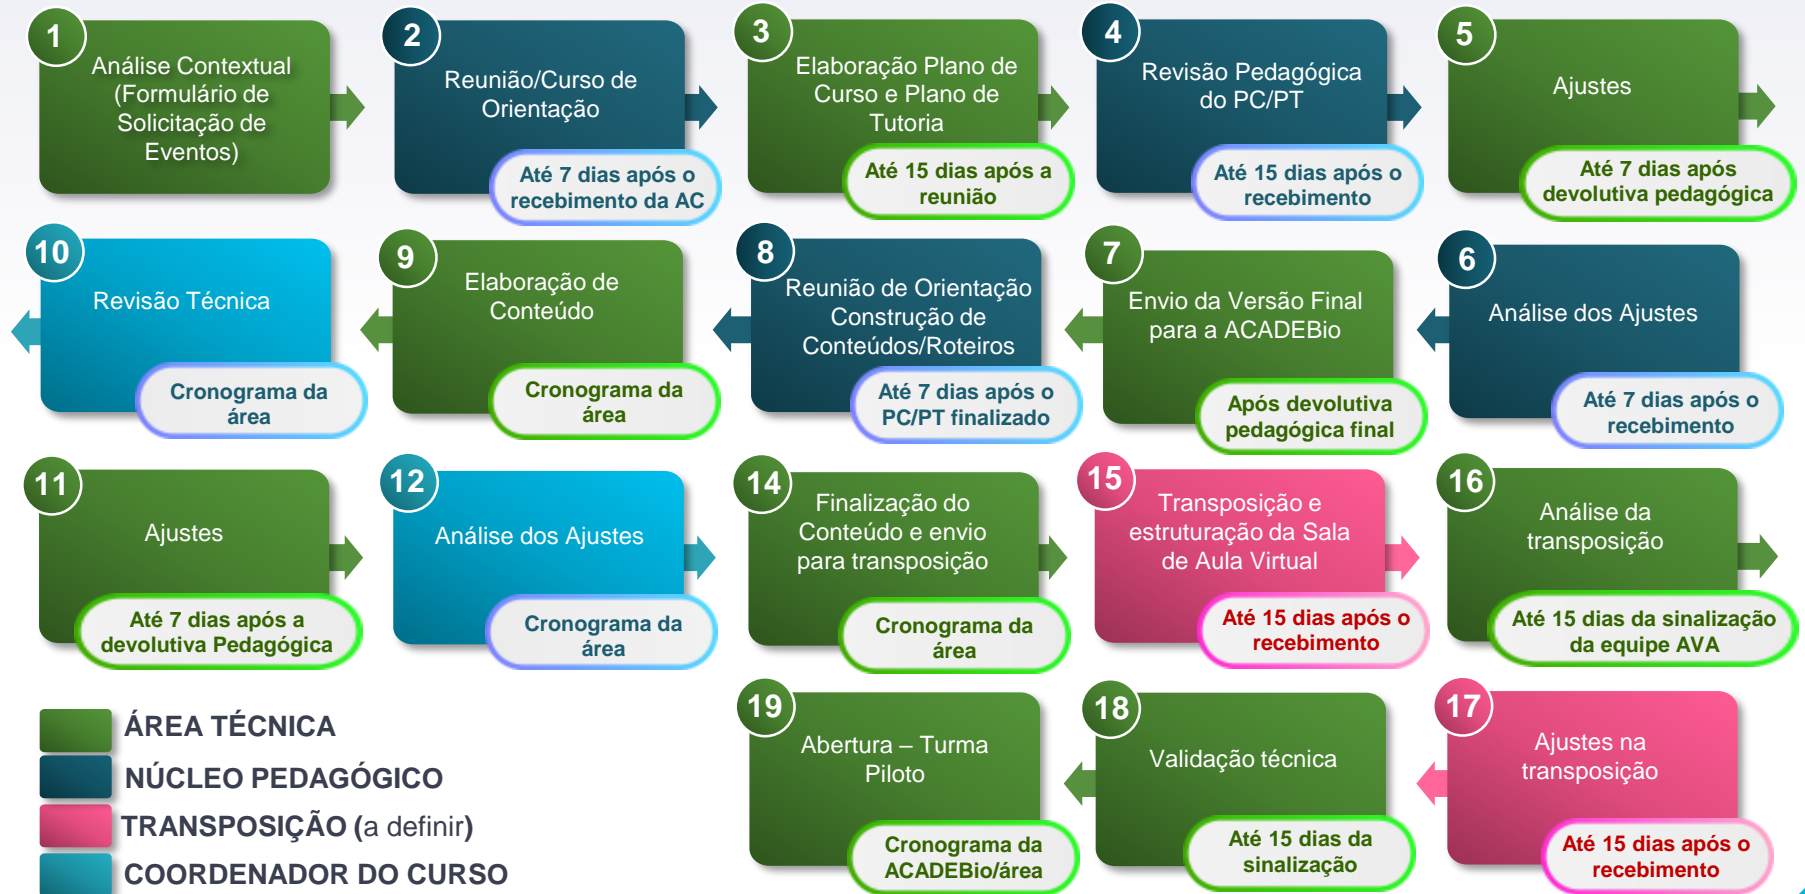 1
Análise Contextual
(Formulário de
Solicitação de
Eventos)
2
Reunião/Curso de
Orientação
Até 7 dias após o
recebimento da AC
3
Elaboração Plano de
Curso e Plano de
Tutoria
Até 15 dias após a
reunião
4
Revisão Pedagógica
do PC/PT
Até 15 dias após o
recebimento
5
Ajustes
Até 7 dias após
devolutiva pedagógica
10
Revisão Técnica
Cronograma da
área
9
Elaboração de
Conteúdo
Cronograma da
área
8
Reunião de Orientação
Construção de
Conteúdos/Roteiros
Até 7 dias após o
PC/PT finalizado
7
Envio da Versão Final
para a ACADEBio
Após devolutiva
pedagógica final
6
Análise dos Ajustes
Até 7 dias após o
recebimento
11
Ajustes
Até 7 dias após a
devolutiva Pedagógica
12
Análise dos Ajustes
Cronograma da
área
14
Finalização do
Conteúdo e envio
para transposição
Cronograma da
área
15
Transposição e
estruturação da Sala
de Aula Virtual
Até 15 dias após o
recebimento
16
Análise da
transposição
Até 15 dias da sinalização
da equipe AVA
19
Abertura – Turma
Piloto
Cronograma da
ACADEBio/área
18
Validação técnica
Até 15 dias da
sinalização
17
Ajustes na
transposição
Até 15 dias após o
recebimento
ÁREA TÉCNICA
NÚCLEO PEDAGÓGICO
TRANSPOSIÇÃO (a definir)
COORDENADOR DO CURSO